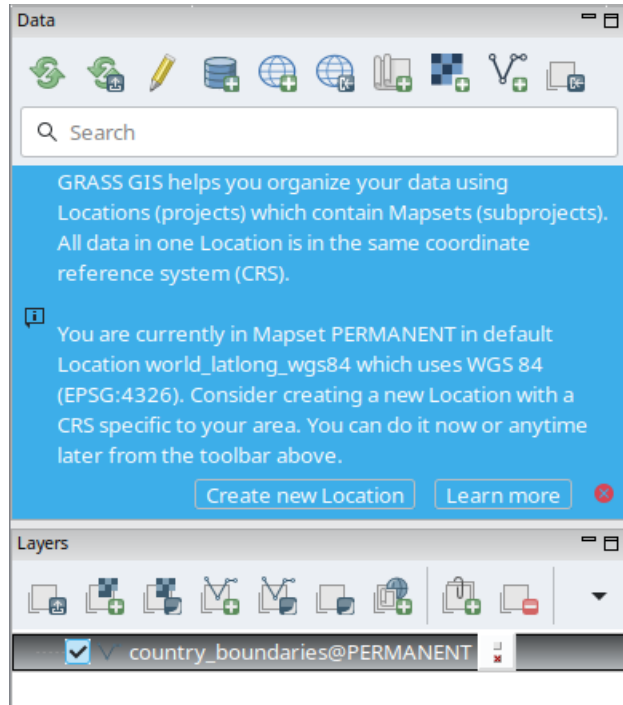 Data
Search
GRASS GIS helps you organize your data using
Locations (projects) which contain Mapsets (subprojects).
All data in one Location is in the same coordinate
reference system (CRS).
You are currently in Mapset PERMANENT in default
Location world_latlong_wgs84 which uses WGS 84
(EPSG:4326). Consider creating a new Location with a
CRS specific to your area. You can do it now or anytime
later from the toolbar above.
Create new Location Learn more
Layers
country_boundaries@PERMANENT